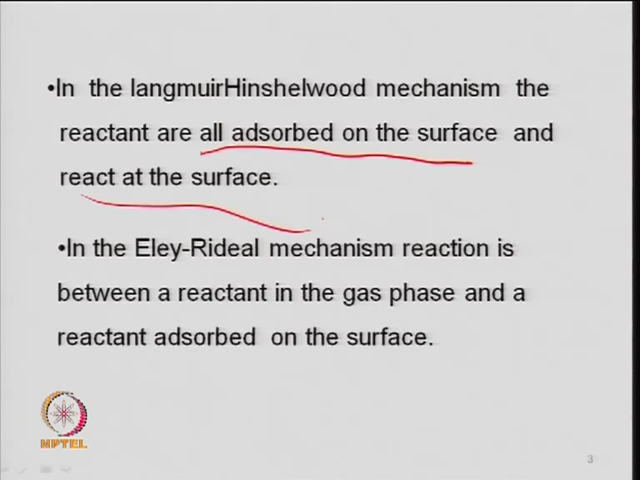 •In the langmuirHinshelwood mechanism the
reactant are all adsorbed on the surface and
react at the surface.
•In the Eley-Rideal mechanism reaction is
between a reactant in the gas phase and a
reactant adsorbed on the surface.
NPTEL
3